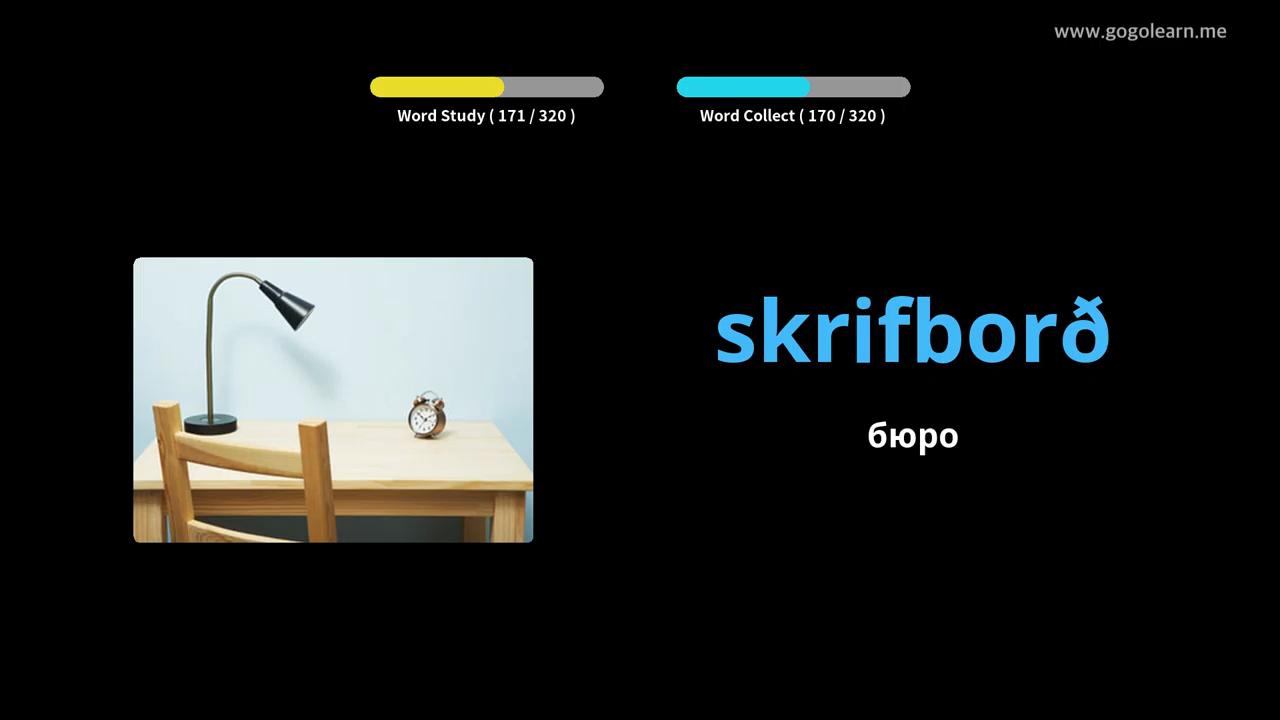 www.gogolearn.me
Word Study ( 171 / 320 )
Word Collect ( 170 / 320 )
skrifborð
бюро